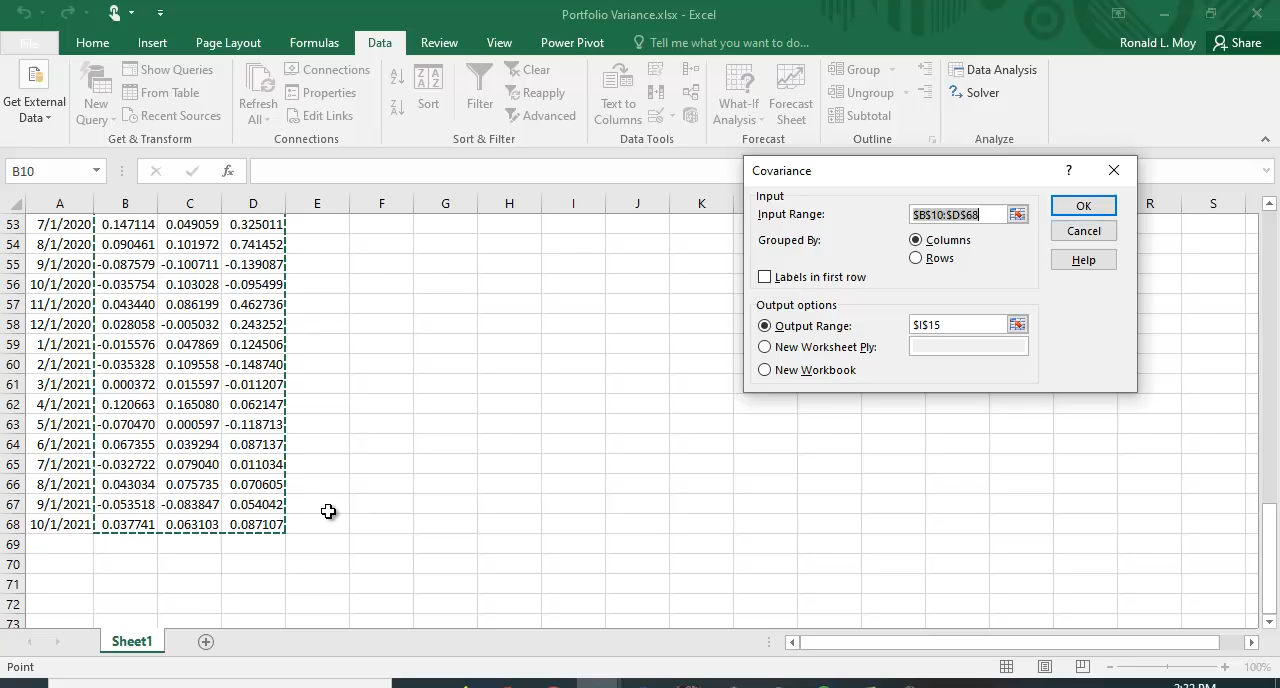 Portfolio Variance.xlsx - Excel
File Home Insert Page Layout Formulas Data Review View Power Pivot Tell me what you want to do... Ronald L. Moy Share
Get External Data
New Query
Show Queries
From Table
Recent Sources
Get & Transform
Refresh All
Connections
Properties
Edit Links
Connections
Sort
Filter
Clear
Reapply
Advanced
Sort & Filter
Text to Columns
Data Tools
What-If Analysis
Forecast Sheet
Forecast
Group
Ungroup
Subtotal
Outline
Data Analysis
Solver
Analyze
B10 fx
A B C D E F G H I J K R S
53 7/1/2020 0.147114 0.049059 0.325011
54 8/1/2020 0.090461 0.101972 0.741452
55 9/1/2020 -0.087579 -0.100711 -0.139087
56 10/1/2020 -0.035754 0.103028 -0.095499
57 11/1/2020 0.043440 0.086199 0.462736
58 12/1/2020 0.028058 -0.005032 0.243252
59 1/1/2021 -0.015576 0.047869 0.124506
60 2/1/2021 -0.035328 0.109558 -0.148740
61 3/1/2021 0.000372 0.015597 -0.011207
62 4/1/2021 0.120663 0.165080 0.062147
63 5/1/2021 -0.070470 0.000597 -0.118713
64 6/1/2021 0.067355 0.039294 0.087137
65 7/1/2021 -0.032722 0.079040 0.011034
66 8/1/2021 0.043034 0.075735 0.070605
67 9/1/2021 -0.053518 -0.083847 0.054042
68 10/1/2021 0.037741 0.063103 0.087107
69
70
71
72
73
Covariance ?
Input
Input Range: $B$10:$D$68
Grouped By: Columns
Rows
Labels in first row
Output options
Output Range: $I$15
New Worksheet Ply:
New Workbook
OK
Cancel
Help
Sheet1
Point 100%
2:32 PM